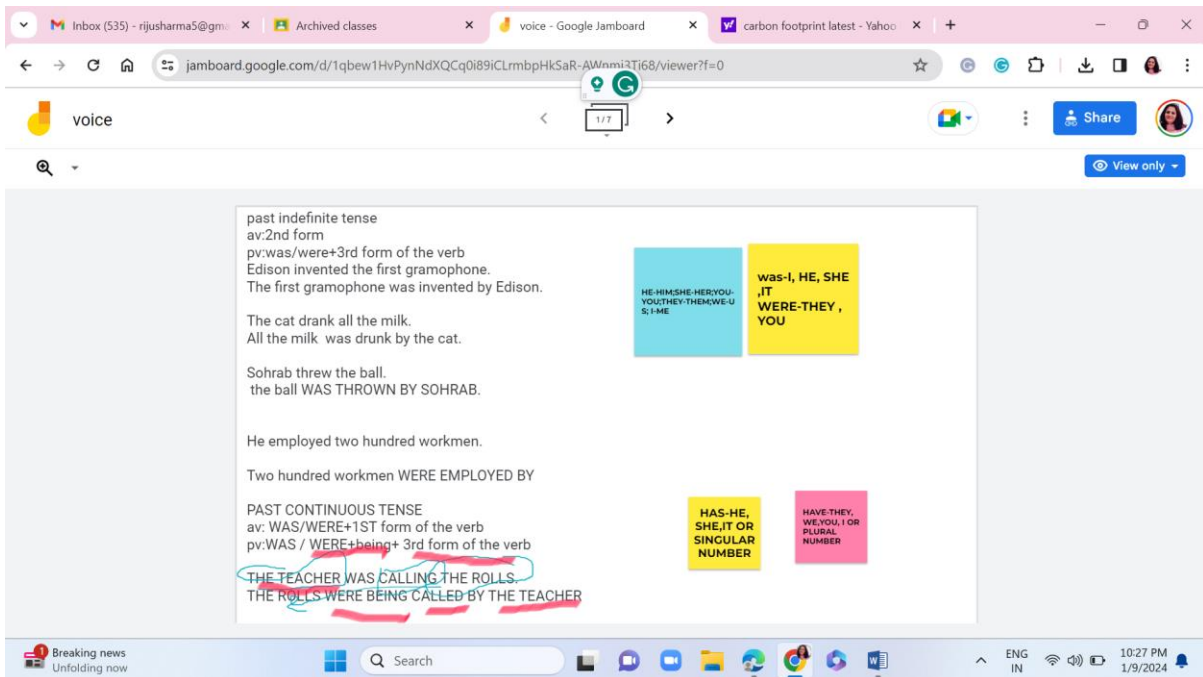 Inbox (535) - rijusharma5@gma
Archived classes
voice - Google Jamboard
carbon footprint latest - Yahoo
jamboard.google.com/d/1qbew1HvPynNdXQCq0i89iCLrmbpHkSaR-AWnmi3Tj68/viewer?f=0
voice
1/7
Share
View only
past indefinite tense
av:2nd form
pv:was/were+3rd form of the verb
Edison invented the first gramophone.
The first gramophone was invented by Edison.
The cat drank all the milk.
All the milk was drunk by the cat.
Sohrab threw the ball.
the ball WAS THROWN BY SOHRAB.
He employed two hundred workmen.
Two hundred workmen WERE EMPLOYED BY
PAST CONTINUOUS TENSE
av: WAS/WERE+1ST form of the verb
pv:WAS / WERE+being+ 3rd form of the verb
THE TEACHER WAS CALLING THE ROLLS.
THE ROLLS WERE BEING CALLED BY THE TEACHER
HE-HIM;SHE-HER;YOU-
YOU;THEY-THEM;WE-U
S; I-ME
was-I, HE, SHE
,IT
WERE-THEY ,
YOU
HAS-HE,
SHE,IT OR
SINGULAR
NUMBER
HAVE-THEY,
WE,YOU, I OR
PLURAL
NUMBER
1
Breaking news
Unfolding now
Search
ENG
IN
10:27 PM
1/9/2024